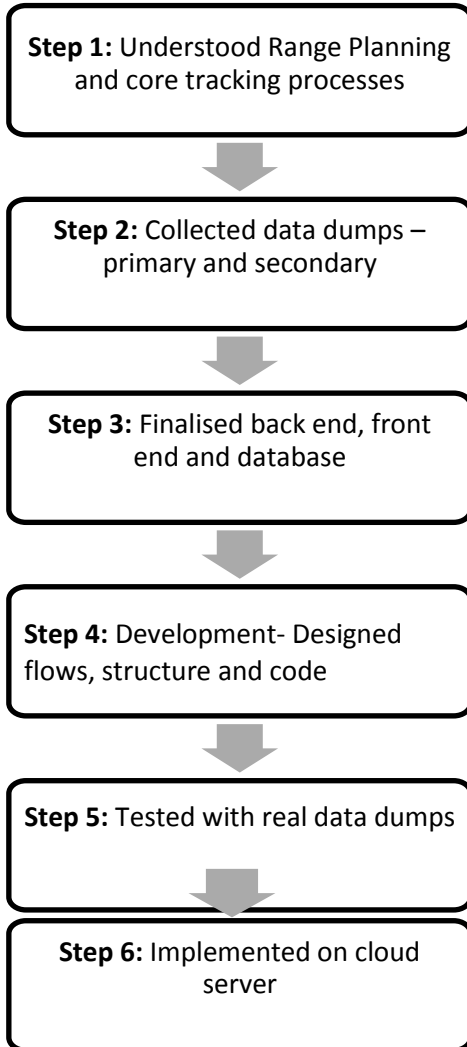 Step 1: Understood Range Planning
and core tracking processes
Step 2: Collected data dumps –
primary and secondary
Step 3: Finalised back end, front
end and database
Step 4: Development- Designed
flows, structure and code
Step 5: Tested with real data dumps
Step 6: Implemented on cloud
server